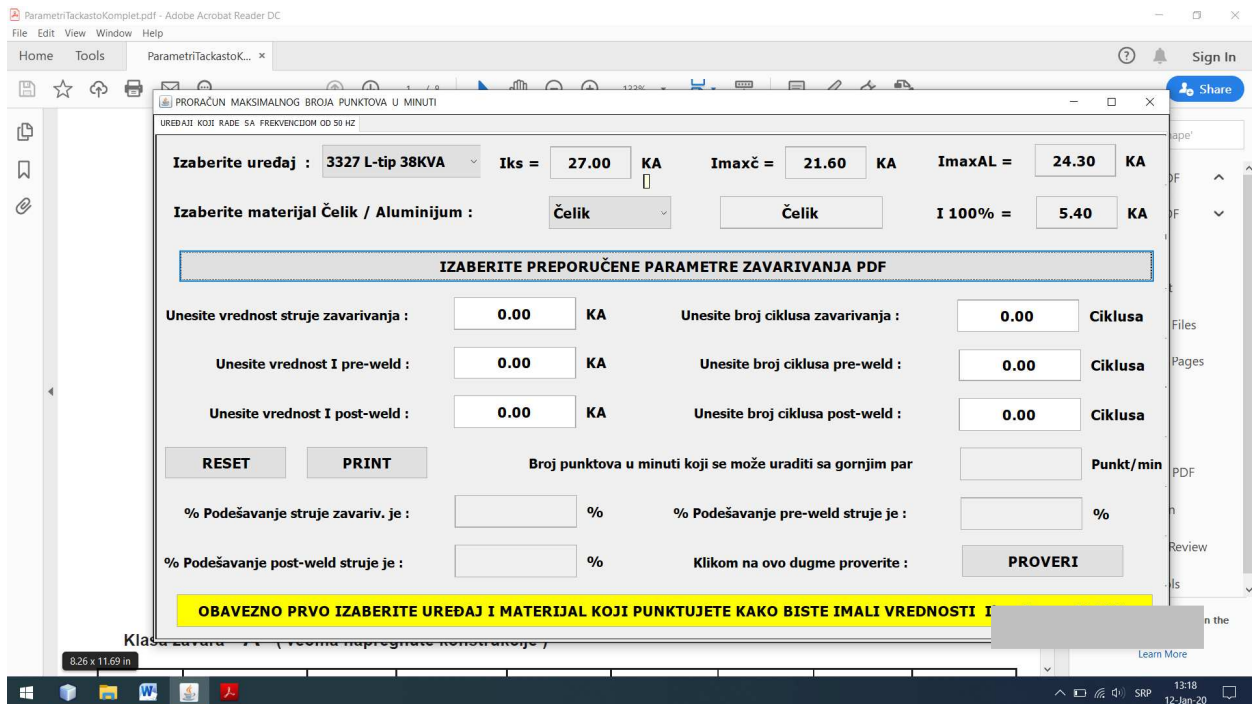 ParametriTackastoKomplet.pdf - Adobe Acrobat Reader DC
File Edit View Window Help
Home Tools ParametriTackastoK... ×
Sign In
Share
PRORAČUN MAKSIMALNOG BROJA PUNKTOVA U MINUTI
UREĐAJI KOJI RADE SA FREKVENCIJOM OD 50 HZ
Izaberite uređaj : 3327 L-tip 38KVA Iks = 27.00 KA Imaxč = 21.60 KA ImaxAL = 24.30 KA
Izaberite materijal Čelik / Aluminijum : Čelik Čelik I 100% = 5.40 KA
IZABERITE PREPORUČENE PARAMETRE ZAVARIVANJA PDF
Unesite vrednost struje zavarivanja : 0.00 KA Unesite broj ciklusa zavarivanja : 0.00 Ciklusa
Files
Unesite vrednost I pre-weld : 0.00 KA Unesite broj ciklusa pre-weld : 0.00 Ciklusa
Pages
Unesite vrednost I post-weld : 0.00 KA Unesite broj ciklusa post-weld : 0.00 Ciklusa
RESET PRINT Broj punktova u minuti koji se može uraditi sa gornjim par Punkt/min
PDF
% Podešavanje struje zavariv. je : % % Podešavanje pre-weld struje je : %
Review
% Podešavanje post-weld struje je : % Klikom na ovo dugme proverite : PROVERI
OBAVEZNO PRVO IZABERITE UREĐAJ I MATERIJAL KOJI PUNKTUJETE KAKO BISTE IMALI VREDNOSTI
n the
Learn More
8.26 x 11.69 in
SRP 13:18
12-Jan-20